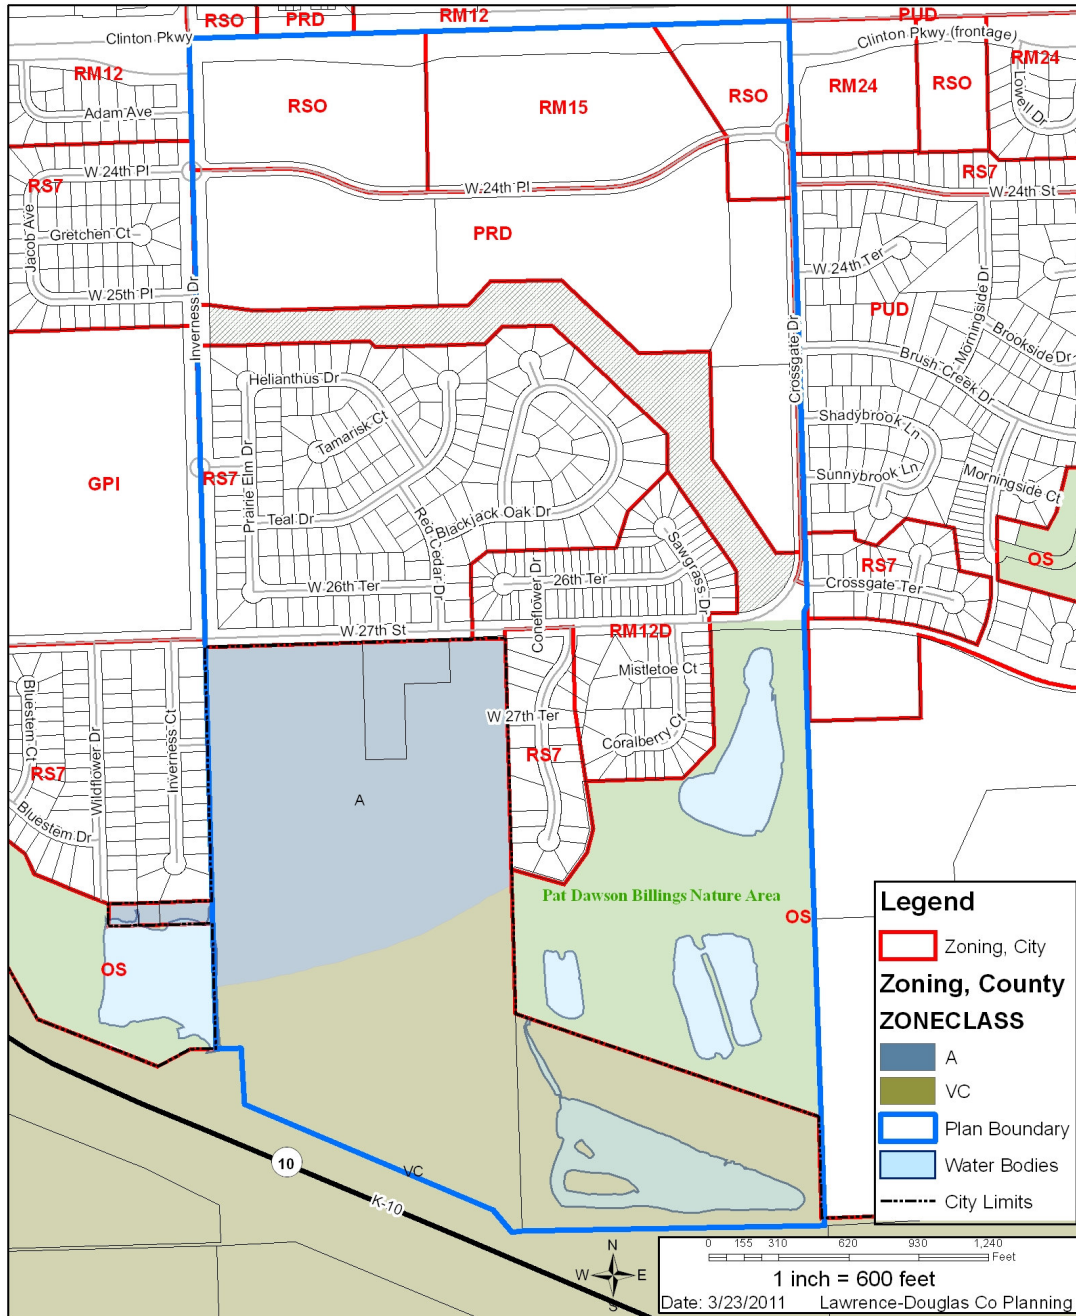 RSO
PRD
RM12
PUD
Clinton Pkwy
Clinton Pkwy (frontage)
RM12
RM24
RSO
RM15
RSO
RM24
RSO
Lowell Dr
Adam Ave
W 24th Pl
RS7
RS7
W 24th Pl
W 24th St
Jacob Ave
Gretchen Ct
PRD
W 24th Ter
W 25th Pl
Inverness Dr
PUD
Morningside Dr
Brookside Dr
Crossgate Dr
Brush Creek Dr
Helianthus Dr
Tamarisk Ct
Shadybrook Ln
GPI
RS7
Prairie Elm Dr
Sunnybrook Ln
Morningside Ct
Teal Dr
Red Cedar Dr
Blackjack Oak Dr
Sawgrass Dr
OS
RS7
W 26th Ter
Coneflower Dr
26th Ter
Crossgate Ter
W 27th St
RM12D
Mistletoe Ct
Bluestem Ct
Wildflower Dr
Inverness Ct
W 27th Ter
Coralberry Ct
RS7
RS7
A
Bluestem Dr
Pat Dawson Billings Nature Area
OS
OS
VC
10
K-10
Legend
Zoning, City
Zoning, County
ZONECLASS
A
VC
Plan Boundary
Water Bodies
City Limits
N
W E
S
0 155 310 620 930 1,240
Feet
1 inch = 600 feet
Date: 3/23/2011 Lawrence-Douglas Co Planning